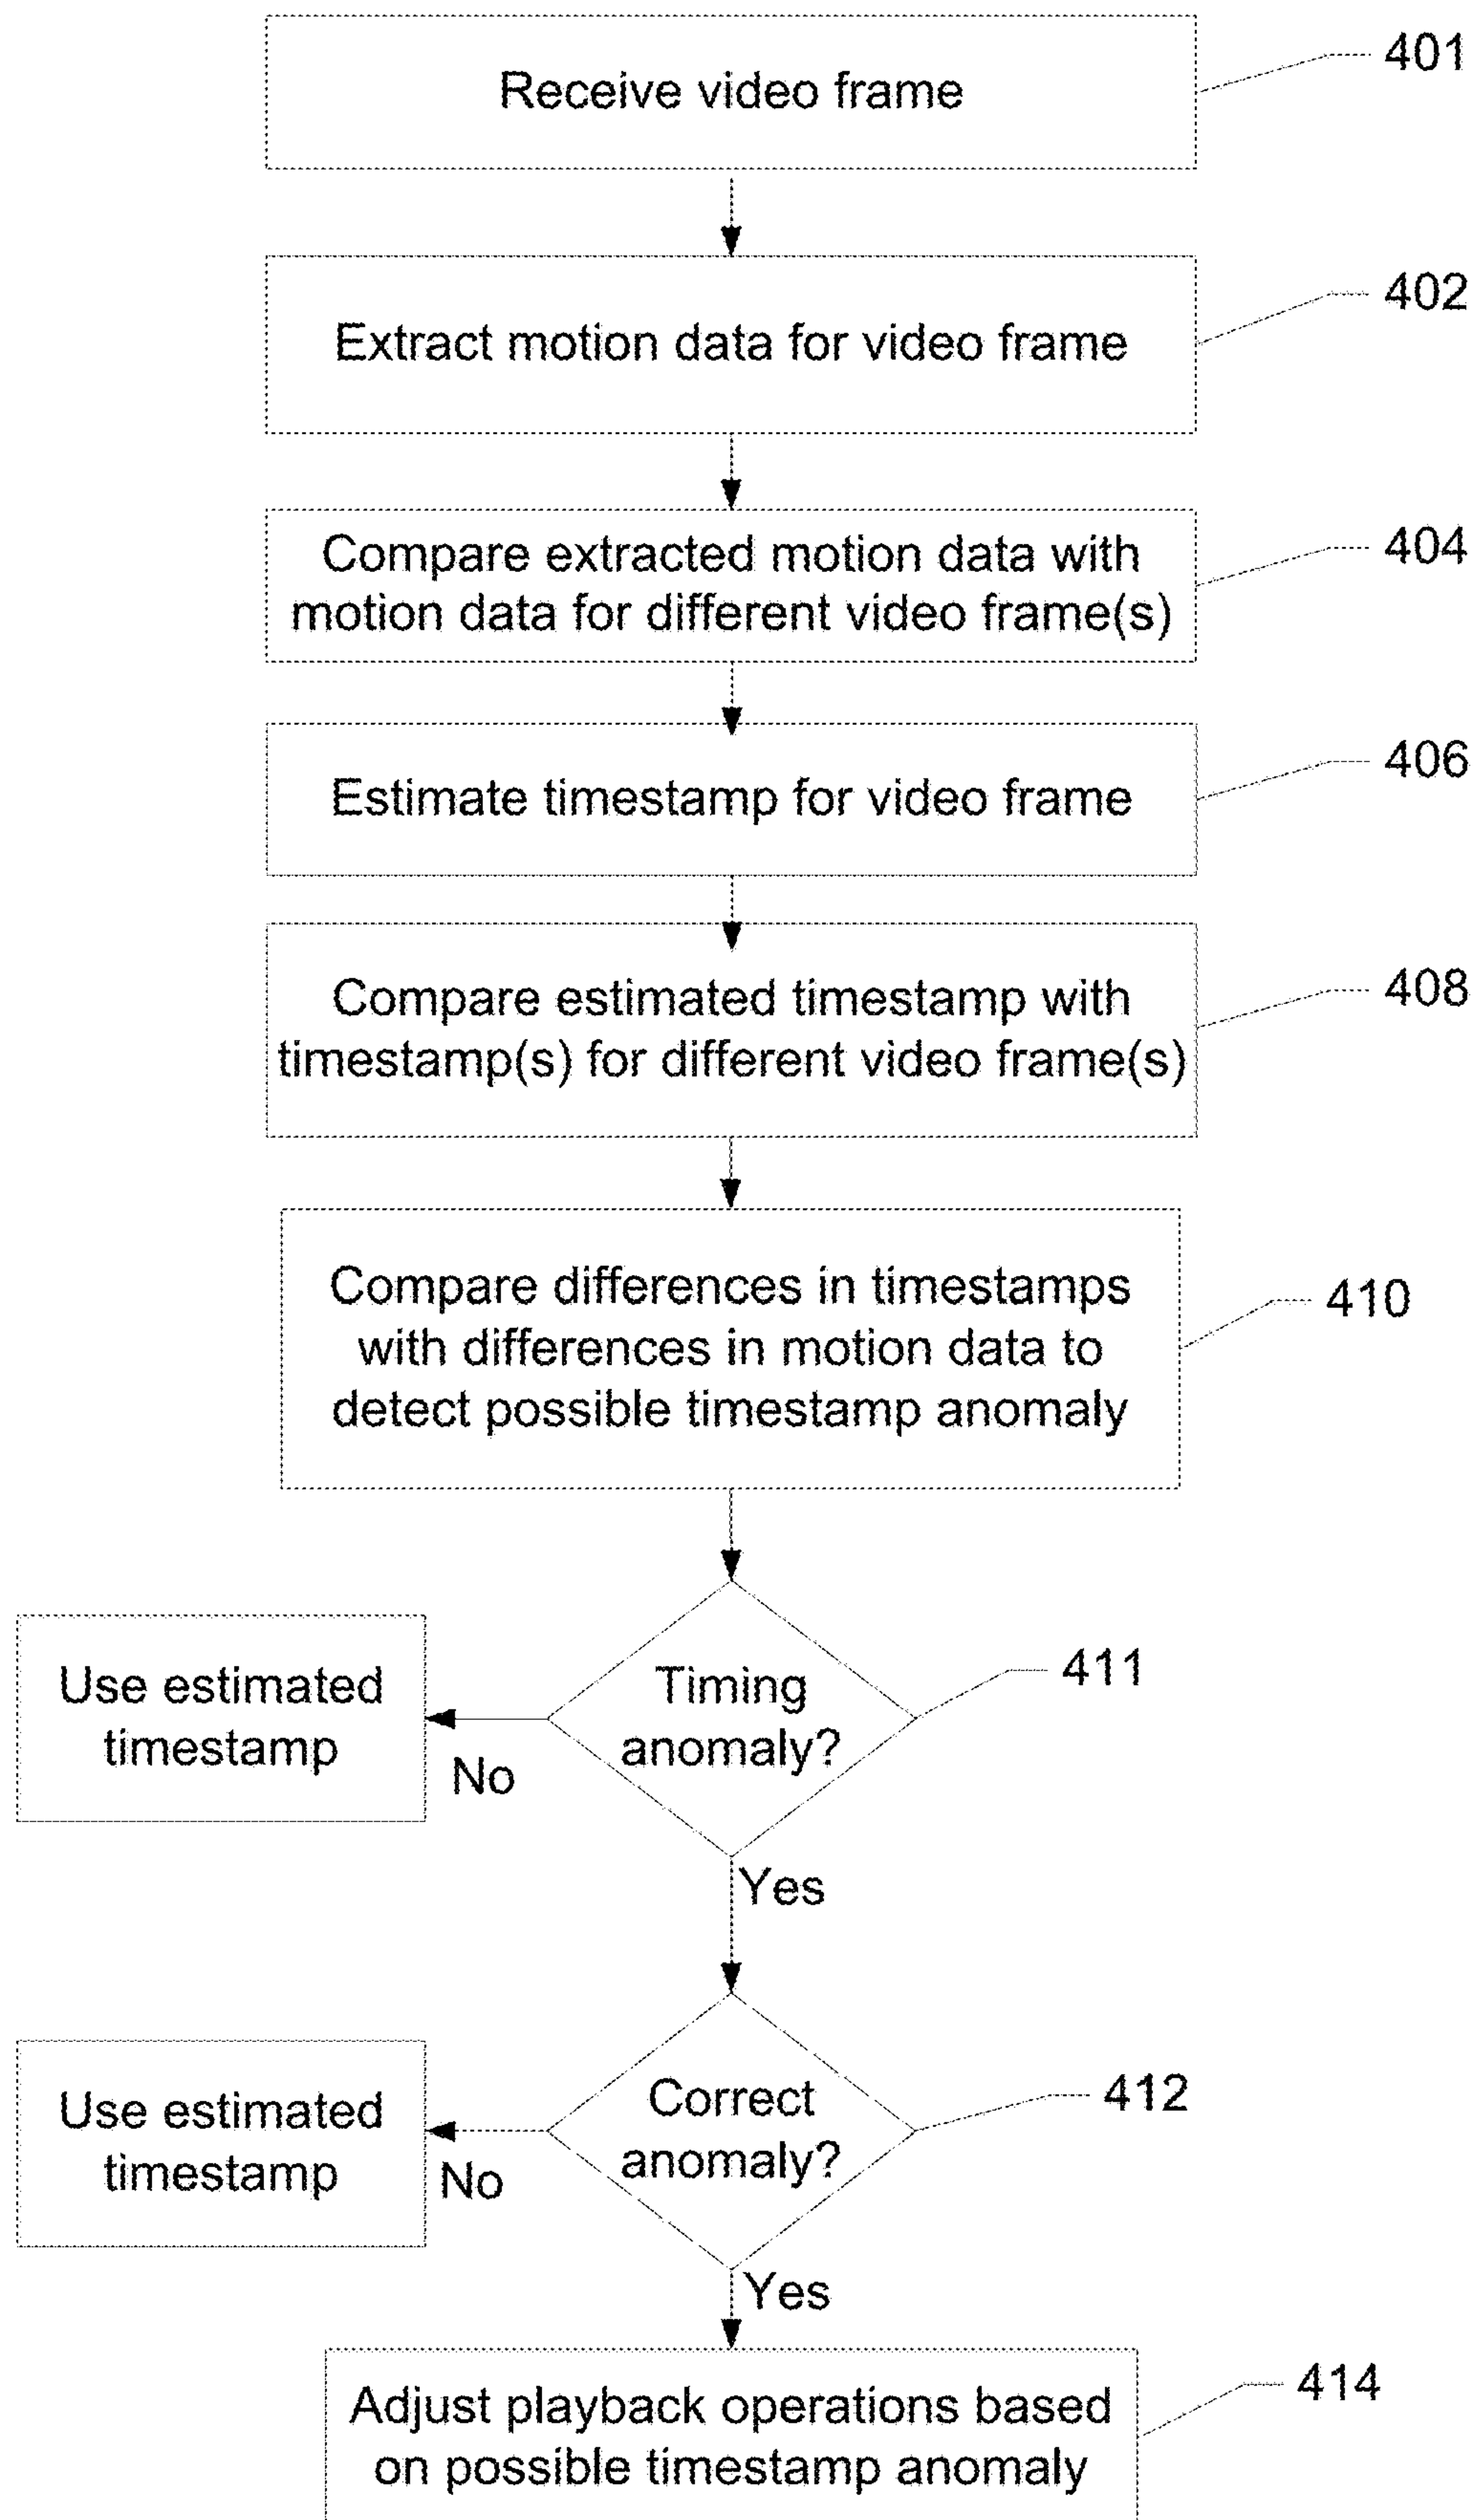 Receive video frame
401
Extract motion data for video frame
402
Compare extracted motion data with
motion data for different video frame(s)
404
Estimate timestamp for video frame
406
Compare estimated timestamp with
timestamp(s) for different video frame(s)
408
Compare differences in timestamps
with differences in motion data to
detect possible timestamp anomaly
410
Timing
anomaly?
411
No
Use estimated
timestamp
Yes
Correct
anomaly?
412
No
Use estimated
timestamp
Yes
Adjust playback operations based
on possible timestamp anomaly
414